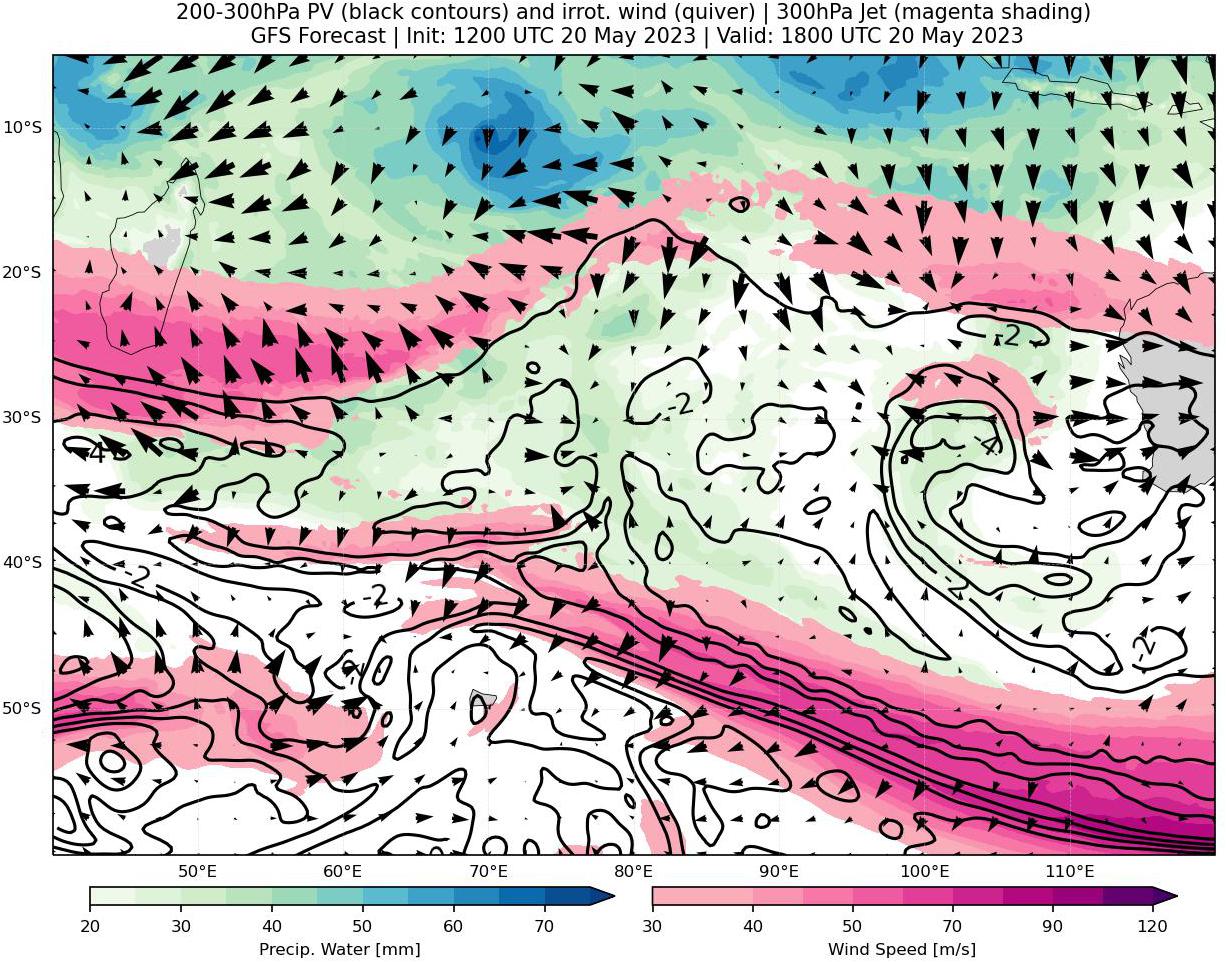 200-300hPa PV (black contours) and irrot. wind (quiver) | 300hPa Jet (magenta shading)
GFS Forecast | Init: 1200 UTC 20 May 2023 | Valid: 1800 UTC 20 May 2023
10°S
20°S
-2
-2
30°S
-4
-4
40°S
-2
-2
-2
50°S
50°E
60°E
70°E
80°E
90°E
100°E
110°E
20
30
40
50
60
70
30
40
50
70
90
120
Precip. Water [mm]
Wind Speed [m/s]